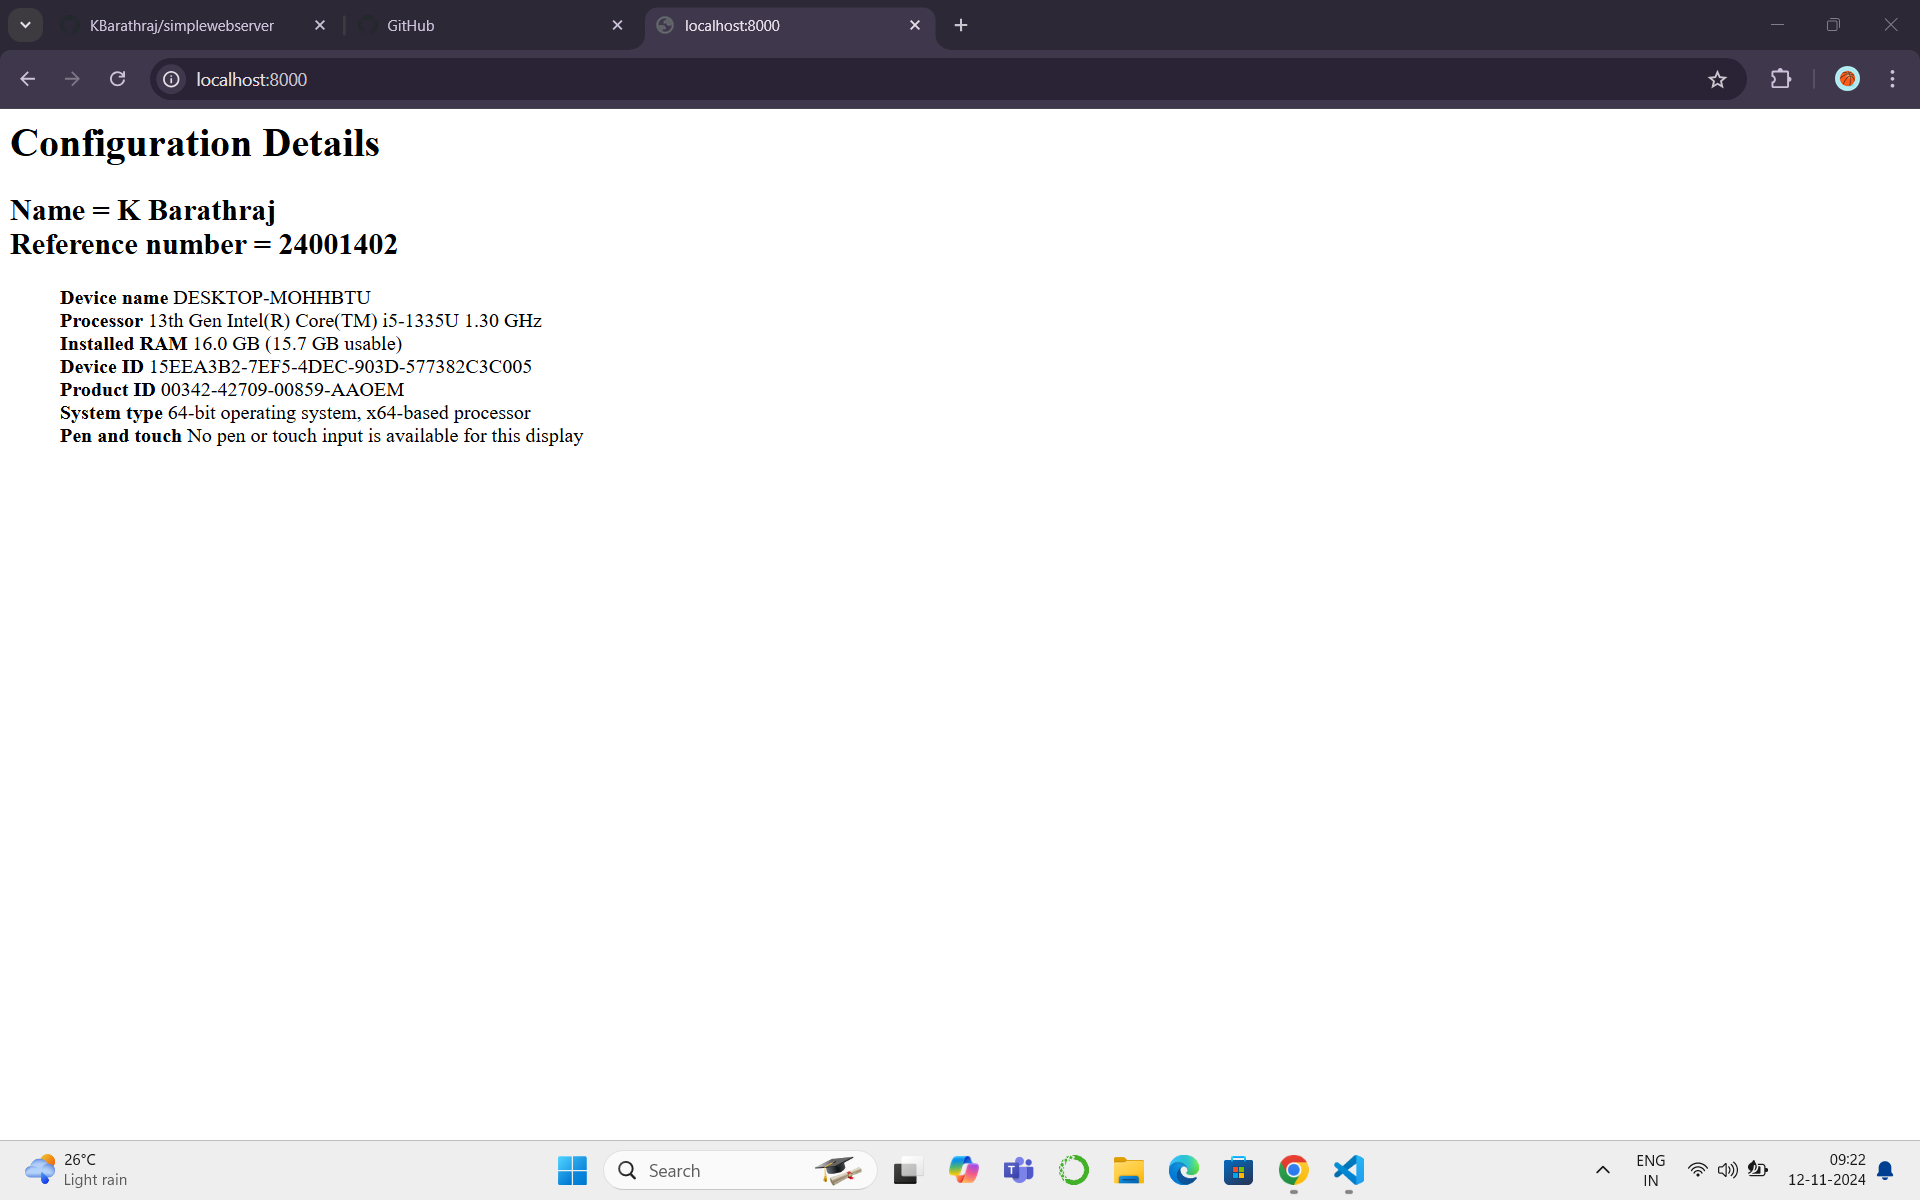 KBarathraj/simplewebserver
GitHub
localhost:8000
localhost:8000
Configuration Details
Name = K Barathraj
Reference number = 24001402
Device name DESKTOP-MOHHBTU
Processor 13th Gen Intel(R) Core(TM) i5-1335U 1.30 GHz
Installed RAM 16.0 GB (15.7 GB usable)
Device ID 15EEA3B2-7EF5-4DEC-903D-577382C3C005
Product ID 00342-42709-00859-AAOEM
System type 64-bit operating system, x64-based processor
Pen and touch No pen or touch input is available for this display
26°C
Light rain
Search
ENG
IN
09:22
12-11-2024